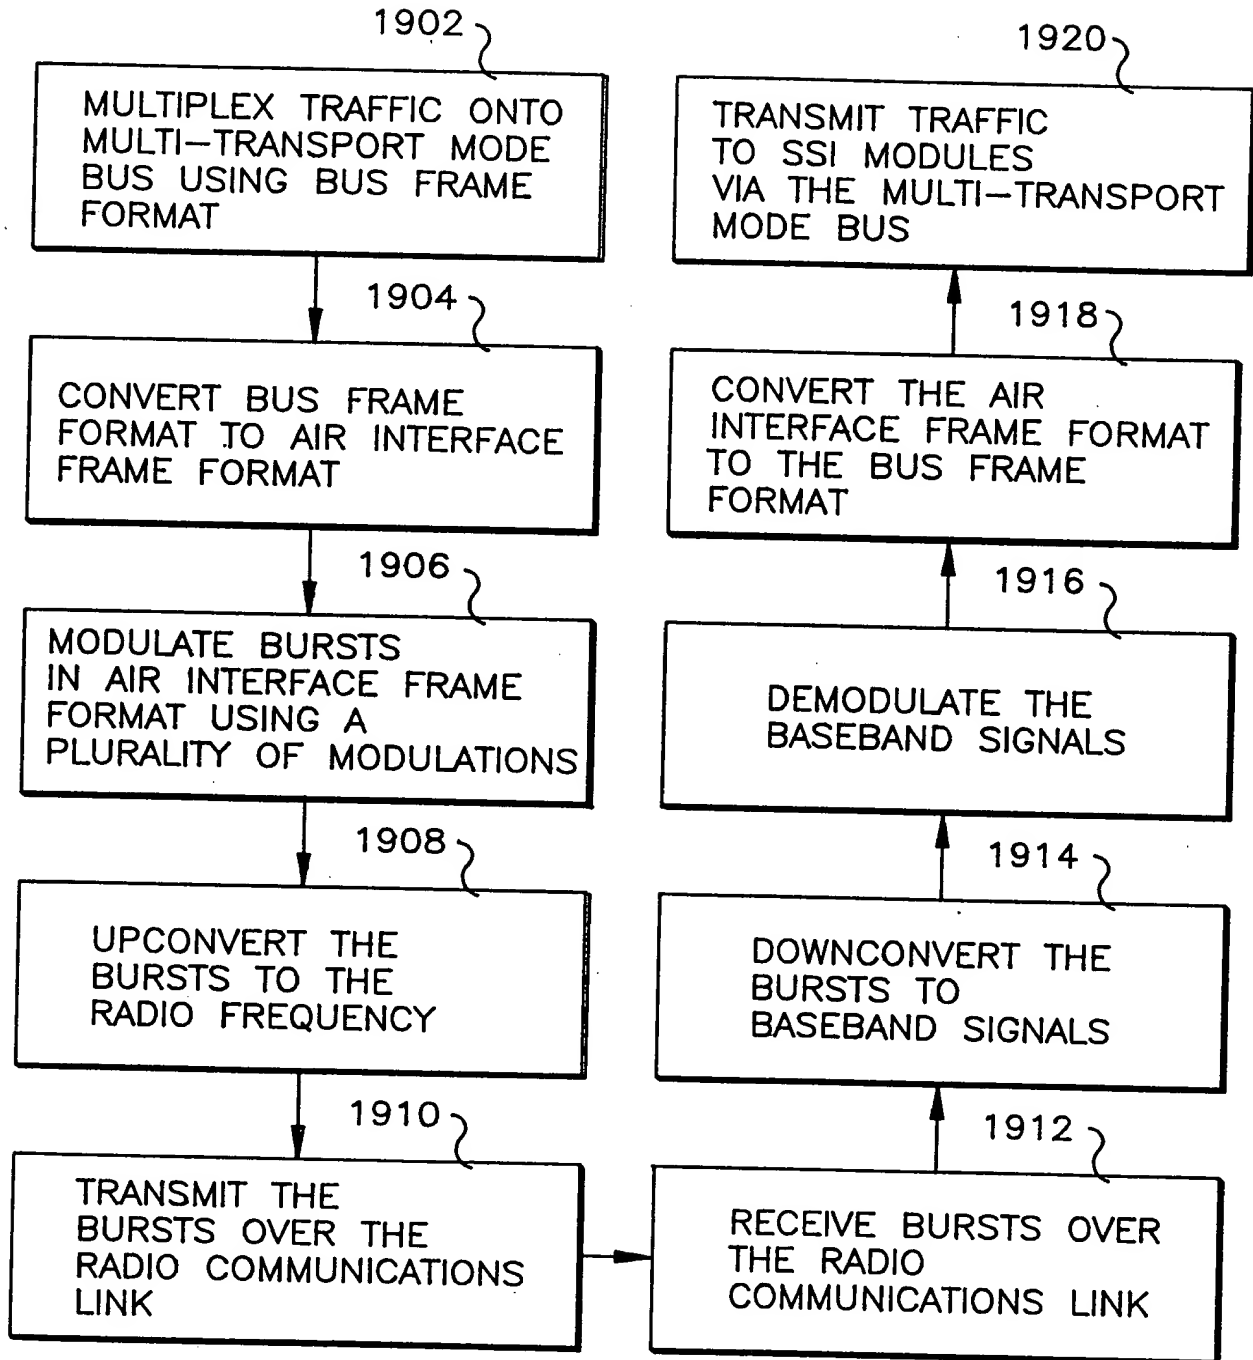 1902
MULTIPLEX TRAFFIC ONTO
MULTI-TRANSPORT MODE
BUS USING BUS FRAME
FORMAT
1904
CONVERT BUS FRAME
FORMAT TO AIR INTERFACE
FRAME FORMAT
1906
MODULATE BURSTS
IN AIR INTERFACE FRAME
FORMAT USING A
PLURALITY OF MODULATIONS
1908
UPCONVERT THE
BURSTS TO THE
RADIO FREQUENCY
1910
TRANSMIT THE
BURSTS OVER THE
RADIO COMMUNICATIONS
LINK
1912
RECEIVE BURSTS OVER
THE RADIO
COMMUNICATIONS LINK
1914
DOWNCONVERT THE
BURSTS TO
BASEBAND SIGNALS
1916
DEMODULATE THE
BASEBAND SIGNALS
1918
CONVERT THE AIR
INTERFACE FRAME FORMAT
TO THE BUS FRAME
FORMAT
1920
TRANSMIT TRAFFIC
TO SSI MODULES
VIA THE MULTI-TRANSPORT
MODE BUS